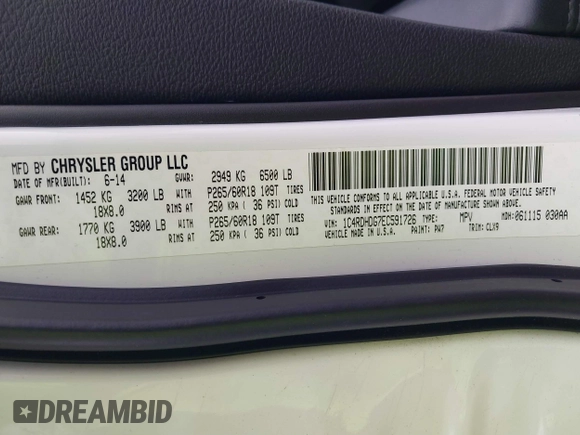 MFD BY CHRYSLER GROUP LLC
DATE OF MFR(BUILT): 6-14 GVWR: 2949 KG 6500 LB
GAWR FRONT: 1452 KG 3200 LB WITH P265/60R18 109T TIRES
18X8.0 RIMS AT 250 KPA ( 36 PSI) COLD
GAWR REAR: 1770 KG 3900 LB WITH P265/60R18 109T TIRES
18X8.0 RIMS AT 250 KPA ( 36 PSI) COLD
THIS VEHICLE CONFORMS TO ALL APPLICABLE U.S.A. FEDERAL MOTOR VEHICLE SAFETY,
BUMPER, AND THEFT PREVENTION STANDARDS IN EFFECT ON THE DATE OF MANUFACTURE SHOWN ABOVE.
VIN: 1C4RDHDG7EC591726 TYPE: MPV MDH: 061115 030AA
VEHICLE MADE IN U.S.A. PAINT: PW7 TRIM: CLX9
DREAMBID